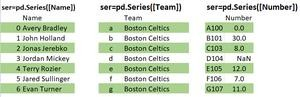 ser=pd.Series([Name]) ser=pd.Series([Team]) ser=pd.Series([Number])
Name Team Number
0 Avery Bradley a Boston Celtics A100 0.0
1 John Holland b Boston Celtics B101 30.0
2 Jonas Jerebko c Boston Celtics C103 8.0
3 Jordan Mickey d Boston Celtics D104 NaN
4 Terry Rozier e Boston Celtics E105 12.0
5 Jared Sullinger f Boston Celtics F106 7.0
6 Evan Turner g Boston Celtics G107 11.0